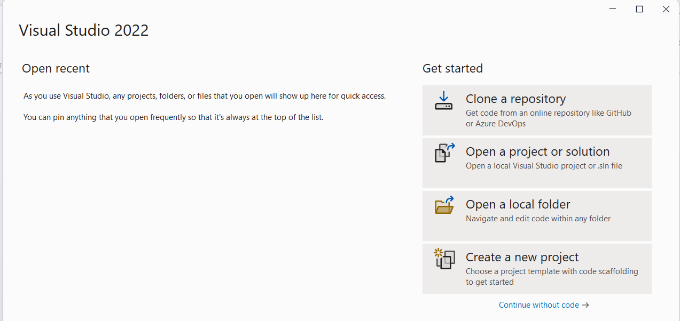 Visual Studio 2022
Open recent
As you use Visual Studio, any projects, folders, or files that you open will show up here for quick access.
You can pin anything that you open frequently so that it's always at the top of the list.
Get started
Clone a repository
Get code from an online repository like GitHub
or Azure DevOps
Open a project or solution
Open a local Visual Studio project or .sln file
Open a local folder
Navigate and edit code within any folder
Create a new project
Choose a project template with code scaffolding
to get started
Continue without code →